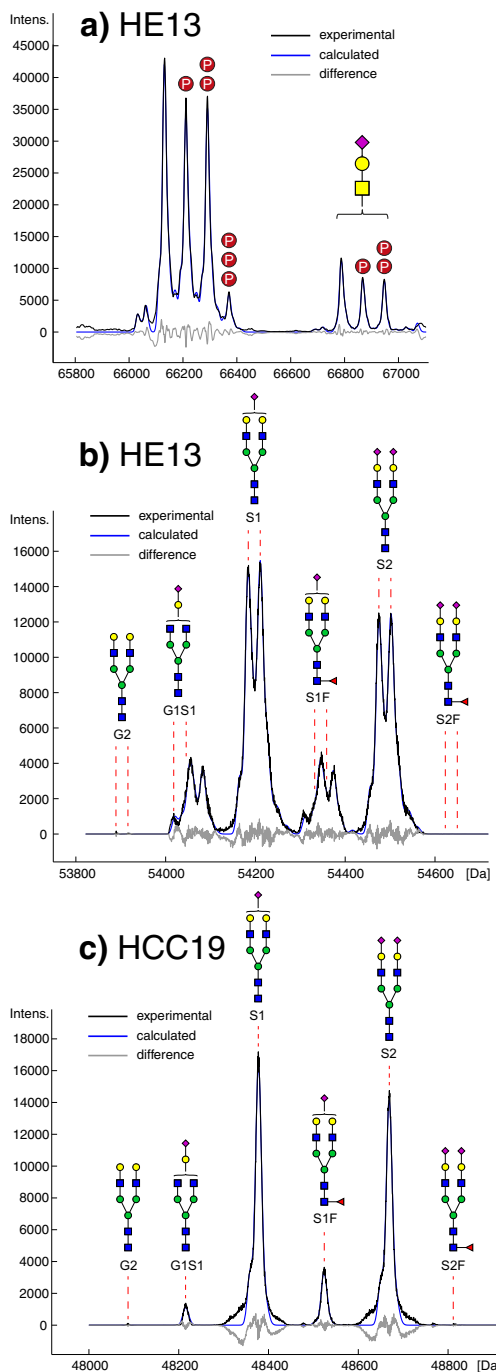 a) HE13
Intens.
experimental
calculated
difference
45000
40000
35000
30000
25000
20000
15000
10000
5000
0
P
P
P
P
P
P
P
P
P
65800 66000 66200 66400 66600 66800 67000
b) HE13
Intens.
experimental
calculated
difference
16000
14000
12000
10000
8000
6000
4000
2000
0
G2
G1S1
S1
S1F
S2
S2F
53800 54000 54200 54400 54600 [Da]
c) HCC19
Intens.
experimental
calculated
difference
18000
16000
14000
12000
10000
8000
6000
4000
2000
0
G2
G1S1
S1
S1F
S2
S2F
48000 48200 48400 48600 48800 [Da]